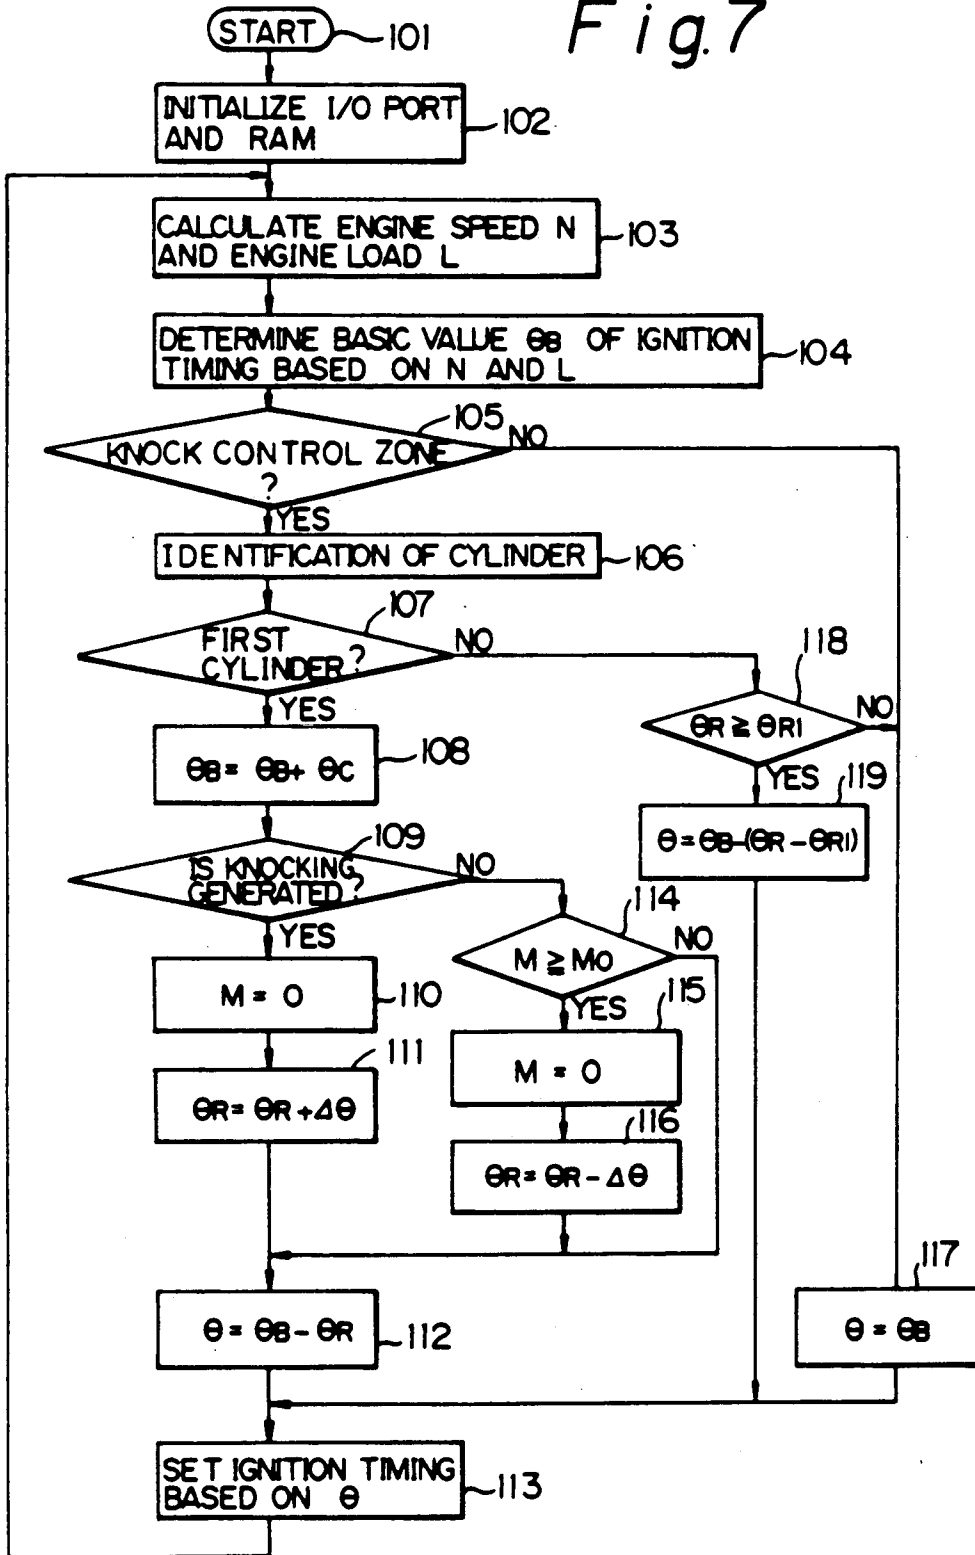 Fig.7
START
101
INITIALIZE I/O PORT
AND RAM
102
CALCULATE ENGINE SPEED N
AND ENGINE LOAD L
103
DETERMINE BASIC VALUE ΘB OF IGNITION
TIMING BASED ON N AND L
104
105
KNOCK CONTROL ZONE
?
NO
YES
IDENTIFICATION OF CYLINDER
106
107
FIRST
CYLINDER?
NO
YES
118
ΘR ≧ ΘR1
NO
YES
ΘB = ΘB + ΘC
108
119
Θ = ΘB-(ΘR - ΘR1)
109
IS KNOCKING
GENERATED?
NO
YES
114
M ≧ MO
NO
YES
M = O
110
115
M = O
111
ΘR = ΘR + ΔΘ
116
ΘR = ΘR - ΔΘ
117
Θ = ΘB
Θ = ΘB - ΘR
112
SET IGNITION TIMING
BASED ON Θ
113